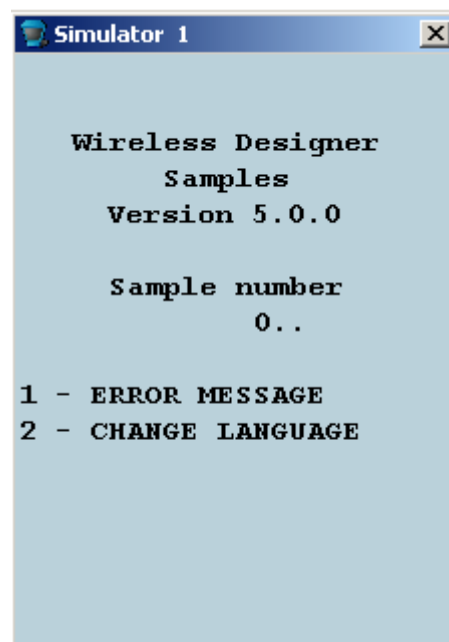 Simulator 1
Wireless Designer
Samples
Version 5.0.0
Sample number
0..
1 - ERROR MESSAGE
2 - CHANGE LANGUAGE